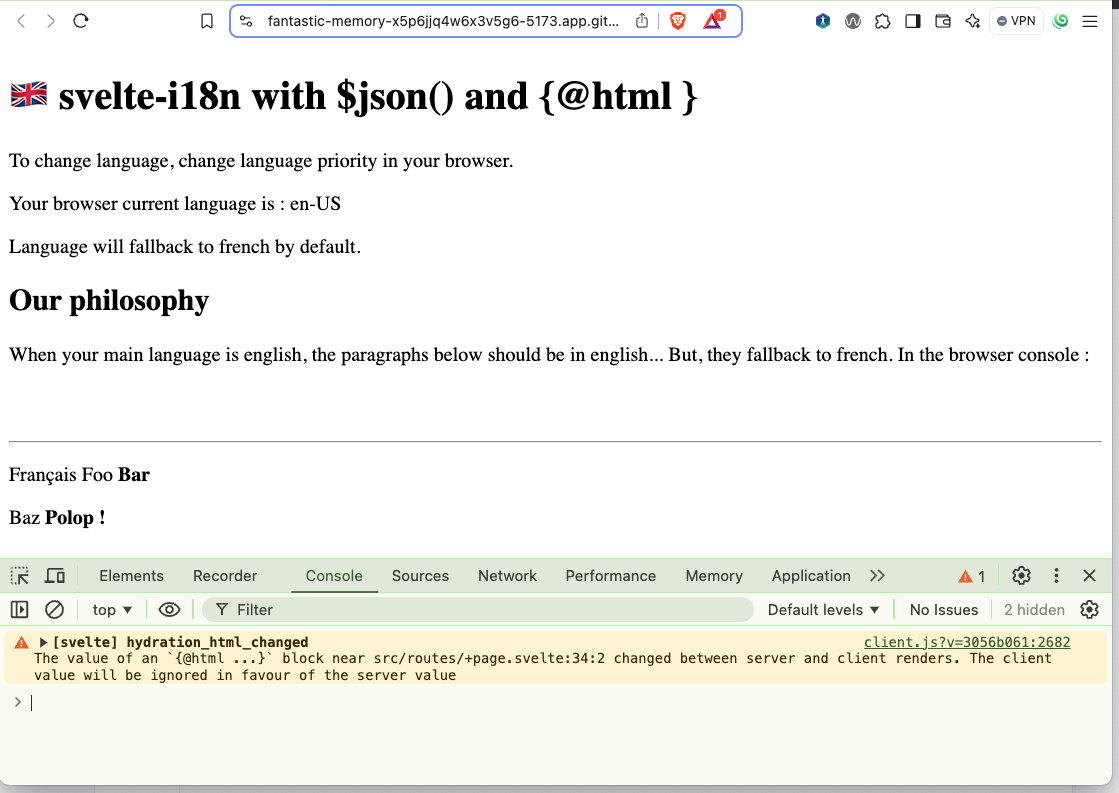 fantastic-memory-x5p6jjq4w6x3v5g6-5173.app.git...
1
VPN
svelte-i18n with $json() and {@html }
To change language, change language priority in your browser.
Your browser current language is : en-US
Language will fallback to french by default.
Our philosophy
When your main language is english, the paragraphs below should be in english... But, they fallback to french. In the browser console :
Français Foo Bar
Baz Polop !
Elements Recorder Console Sources Network Performance Memory Application 1
top Filter Default levels No Issues 2 hidden
[svelte] hydration_html_changed client.js?v=3056b061:2682
The value of an `{@html ...}` block near src/routes/+page.svelte:34:2 changed between server and client renders. The client
value will be ignored in favour of the server value